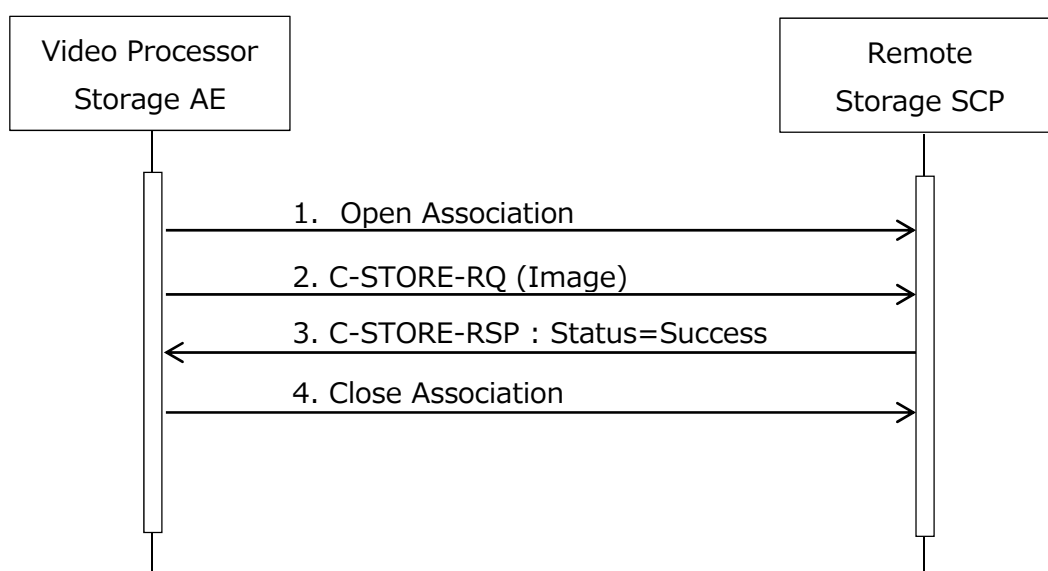 Video Processor
Storage AE
Remote
Storage SCP
1. Open Association
2. C-STORE-RQ (Image)
3. C-STORE-RSP : Status=Success
4. Close Association